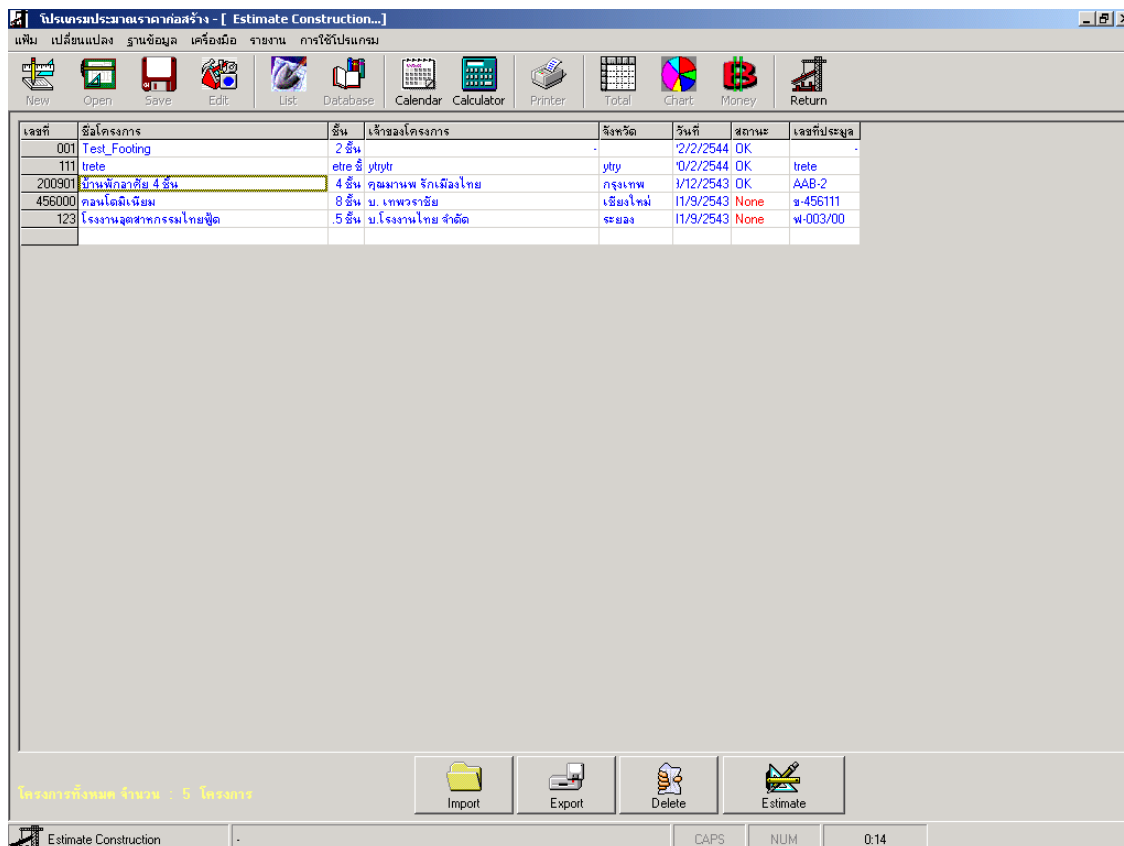 โปรแกรมประมาณราคาก่อสร้าง - [ Estimate Construction...]
แฟ้ม เปลี่ยนแปลง ฐานข้อมูล เครื่องมือ รายงาน การใช้โปรแกรม
New Open Save Edit List Database Calendar Calculator Printer Total Chart Money Return
เลขที่ ชื่อโครงการ ชั้น เจ้าของโครงการ จังหวัด วันที่ สถานะ เลขที่ประมูล
001 Test_Footing 2 ชั้น - 2/2/2544 OK -
111 trete etre ชั้ ytrytr ytry 0/2/2544 OK trete
200901 บ้านพักอาศัย 4 ชั้น 4 ชั้น คุณมานพ รักเมืองไทย กรุงเทพ /12/2543 OK AAB-2
456000 คอนโดมิเนียม 8 ชั้น บ. เทพวราชัย เชียงใหม่ 1/9/2543 None ข-456111
123 โรงงานอุตสาหกรรมไทยฟู๊ด .5 ชั้น บ.โรงงานไทย จำกัด ระยอง 1/9/2543 None ฟ-003/00
Import Export Delete Estimate
โครงการทั้งหมด จำนวน : 5 โครงการ
Estimate Construction - CAPS NUM 0:14